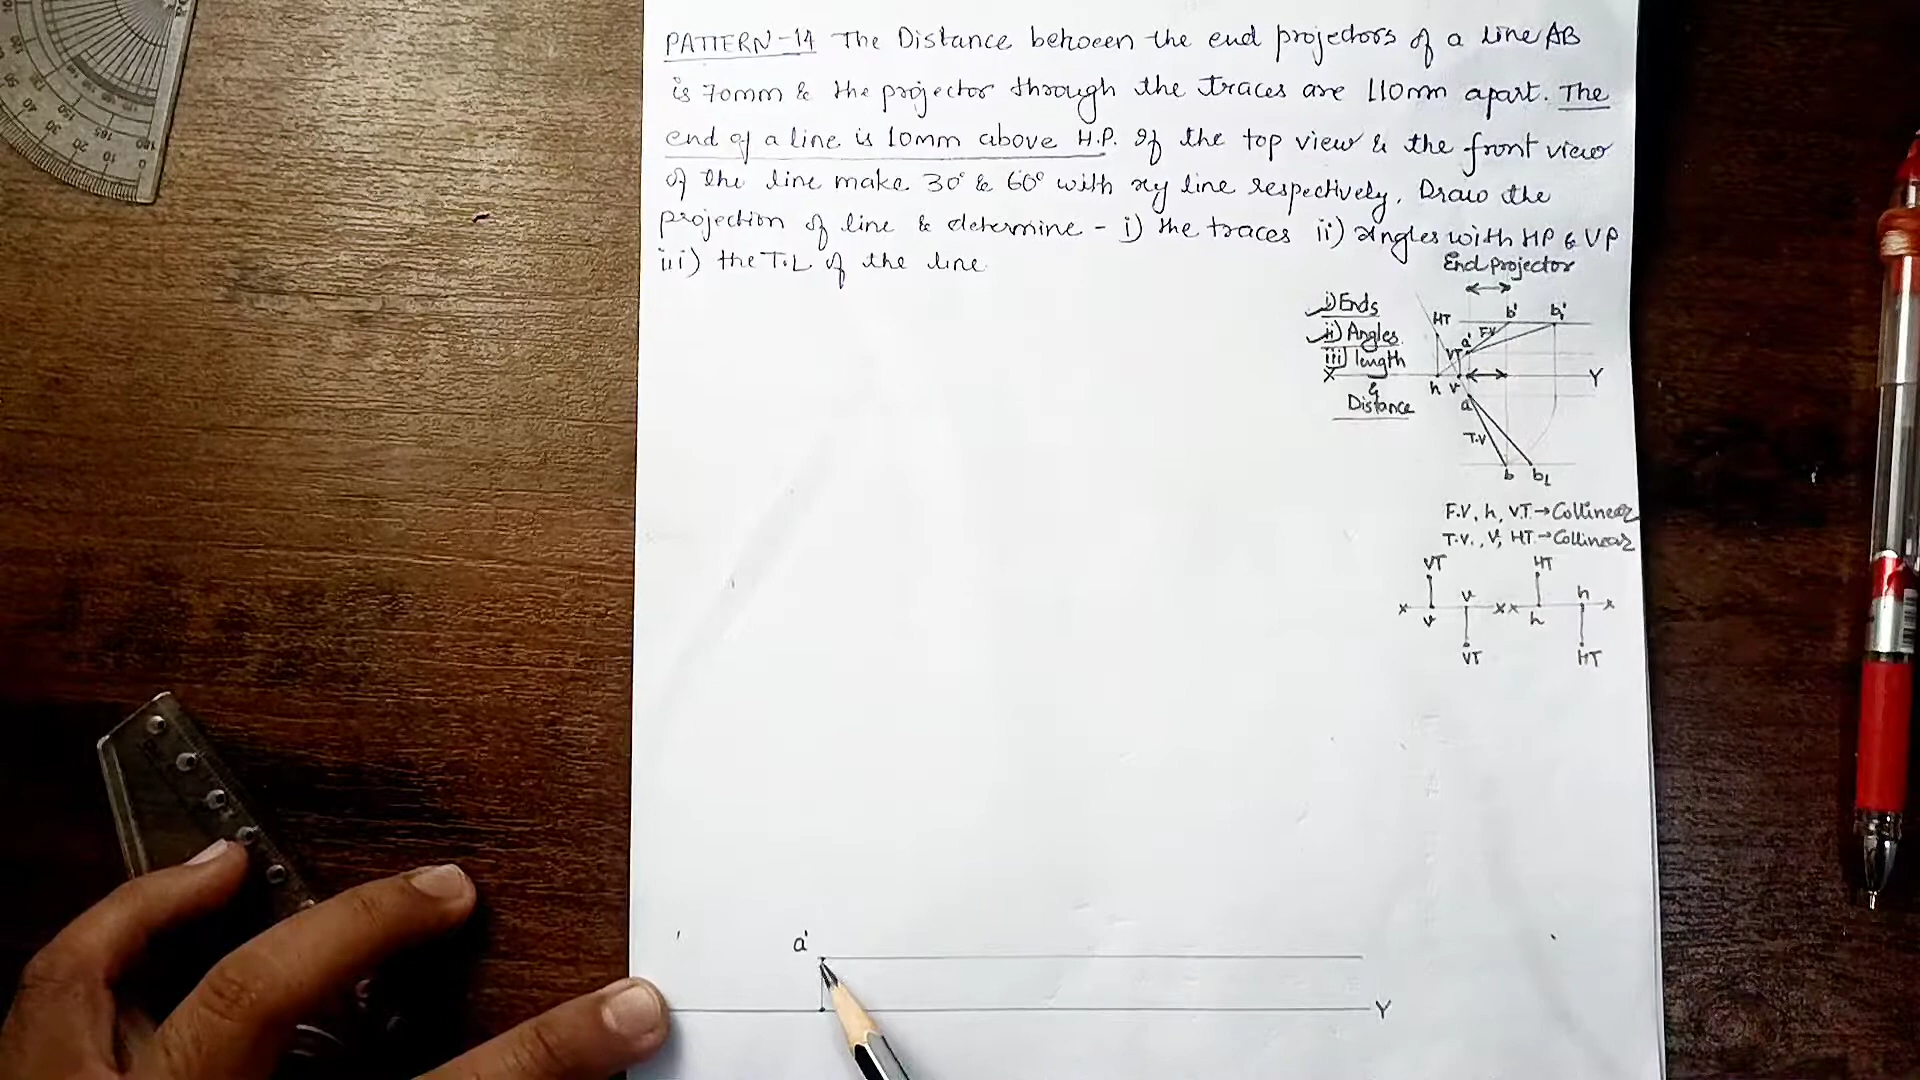 PATTERN-14 The Distance between the end projectors of a line AB
is 70mm & the projector through the traces are 110mm apart. The
end of a line is 10mm above H.P. If the top view & the front view
of the line make 30° & 60° with xy line respectively. Draw the
projection of line & determine - i) the traces ii) Angles with HP & VP
iii) the T.L of the line.
End projector
i) Ends
ii) Angles.
iii) length
&
Distance
HT b' b1'
F.V
VT a'
X h v Y
a
T.V
b b1
F.V, h, VT → Collinear
T.V., V, HT → Collinear
VT HT
x v x x h x
v h
VT HT
a'
Y